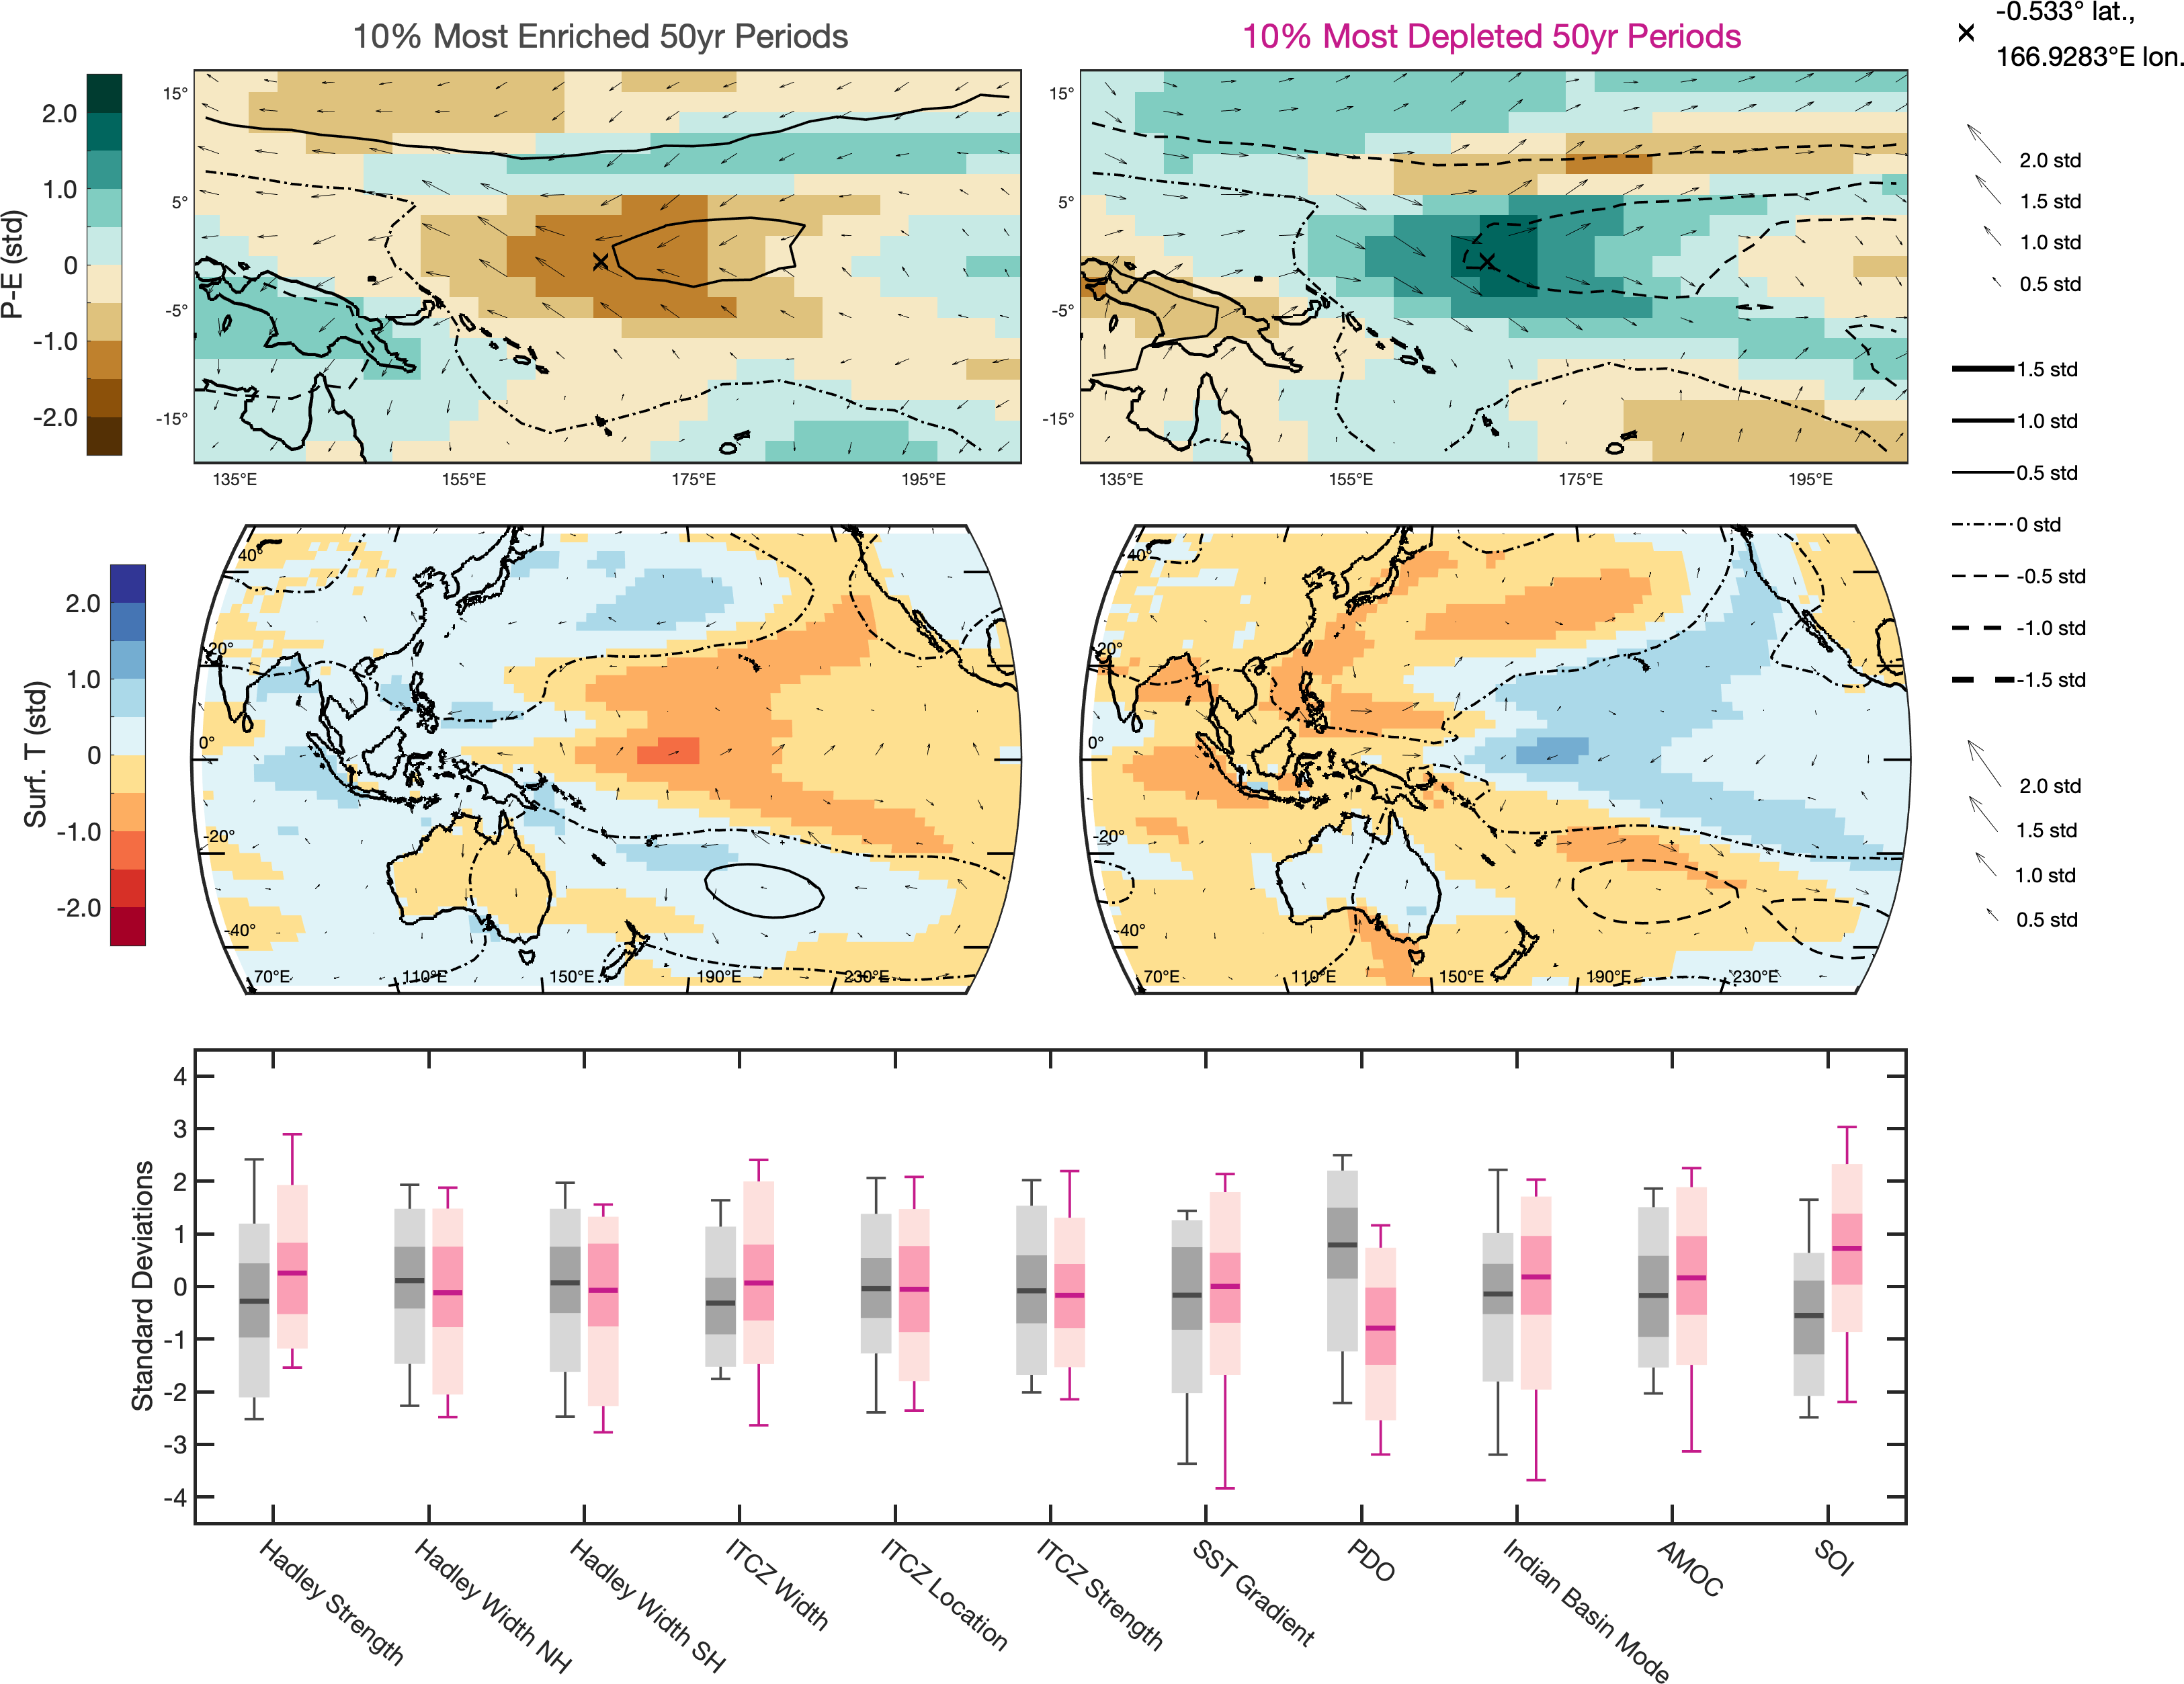 10% Most Enriched 50yr Periods
10% Most Depleted 50yr Periods
-0.533° lat.,
166.9283°E lon.
P-E (std)
2.0
1.0
0
-1.0
-2.0
15°
5°
-5°
-15°
135°E
155°E
175°E
195°E
15°
5°
-5°
-15°
135°E
155°E
175°E
195°E
2.0 std
1.5 std
1.0 std
0.5 std
1.5 std
1.0 std
0.5 std
0 std
-0.5 std
-1.0 std
-1.5 std
2.0 std
1.5 std
1.0 std
0.5 std
Surf. T (std)
2.0
1.0
0
-1.0
-2.0
40°
20°
0°
-20°
-40°
70°E
110°E
150°E
190°E
230°E
40°
20°
0°
-20°
-40°
70°E
110°E
150°E
190°E
230°E
Standard Deviations
4
3
2
1
0
-1
-2
-3
-4
Hadley Strength
Hadley Width NH
Hadley Width SH
ITCZ Width
ITCZ Location
ITCZ Strength
SST Gradient
PDO
Indian Basin Mode
AMOC
SOI